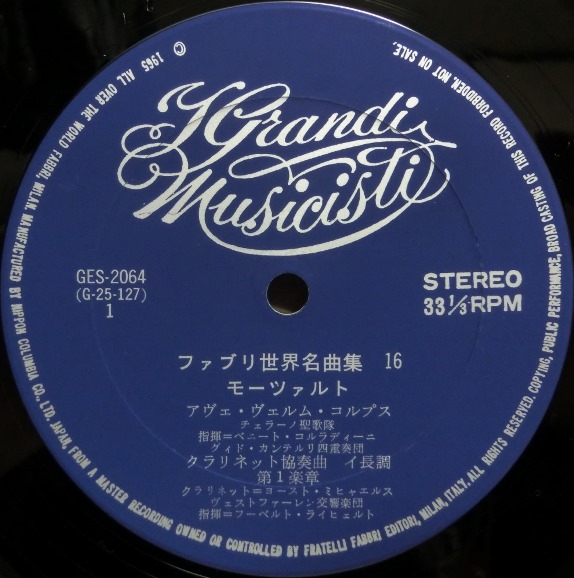 © 1965 ALL OVER THE WORLD FABBRI, MILAN. MANUFACTURED BY NIPPON COLUMBIA CO., LTD. JAPAN, FROM A MASTER RECORDING OWNED OR CONTROLLED BY FRATELLI FABBRI EDITORI, MILAN, ITALY. ALL RIGHTS RESERVED. COPYING, PUBLIC PERFORMANCE, BROAD CASTING OF THIS RECORD FORBIDDEN. NOT ON SALE,
I Grandi
Musicisti
GES-2064
(G-25-127)
1
STEREO
33 1/3 RPM
ファブリ世界名曲集 16
モーツァルト
アヴェ・ヴェルム・コルプス
チェラーノ聖歌隊
指揮=ベニート・コルラディーニ
グィド・カンテルリ四重奏団
クラリネット協奏曲 イ長調
第1楽章
クラリネット=ヨースト・ミヒャエルス
ヴェストファーレン交響楽団
指揮=フーベルト・ライヒェルト